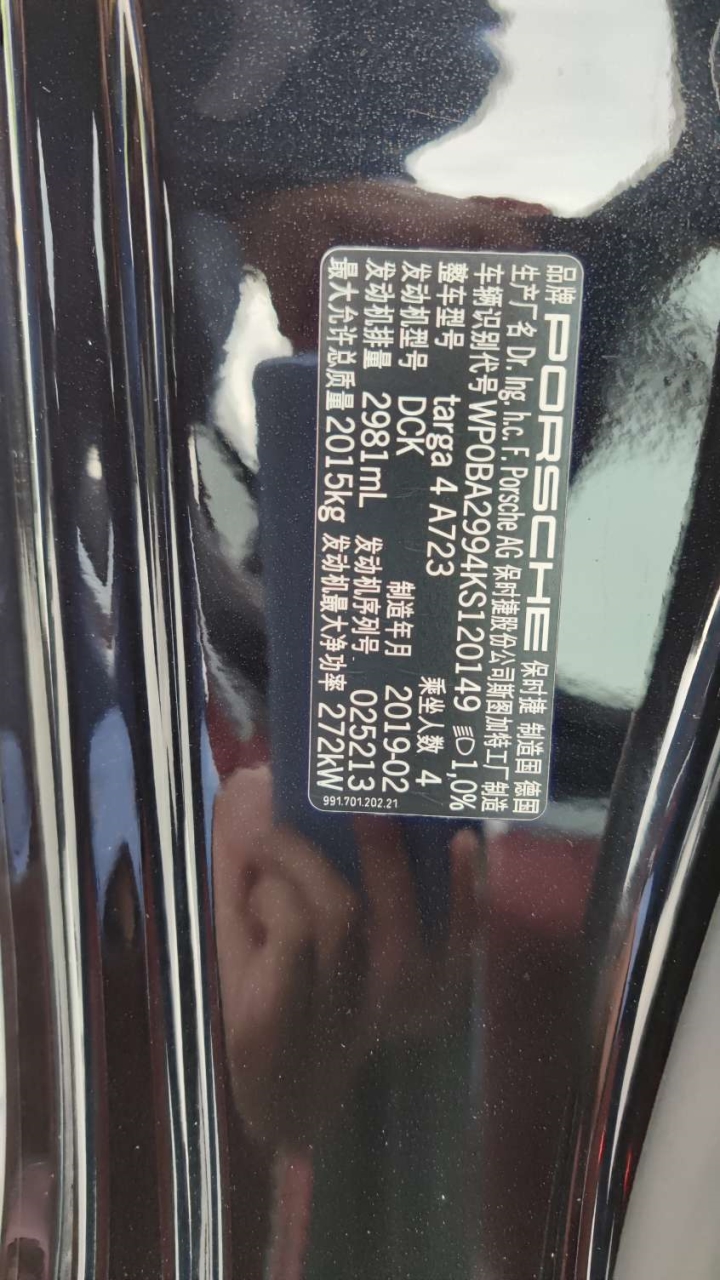 品牌 PORSCHE 保时捷 制造国 德国
生产厂名 Dr. Ing. h.c. F. Porsche AG 保时捷股份公司斯图加特工厂制造
车辆识别代号 WP0BA2994KS120149 1,0%
整车型号 targa 4 A723 乘坐人数 4
发动机型号 DCK 制造年月 2019-02
发动机排量 2981mL 发动机序列号 025213
最大允许总质量 2015kg 发动机最大净功率 272kW
991.701.202.21